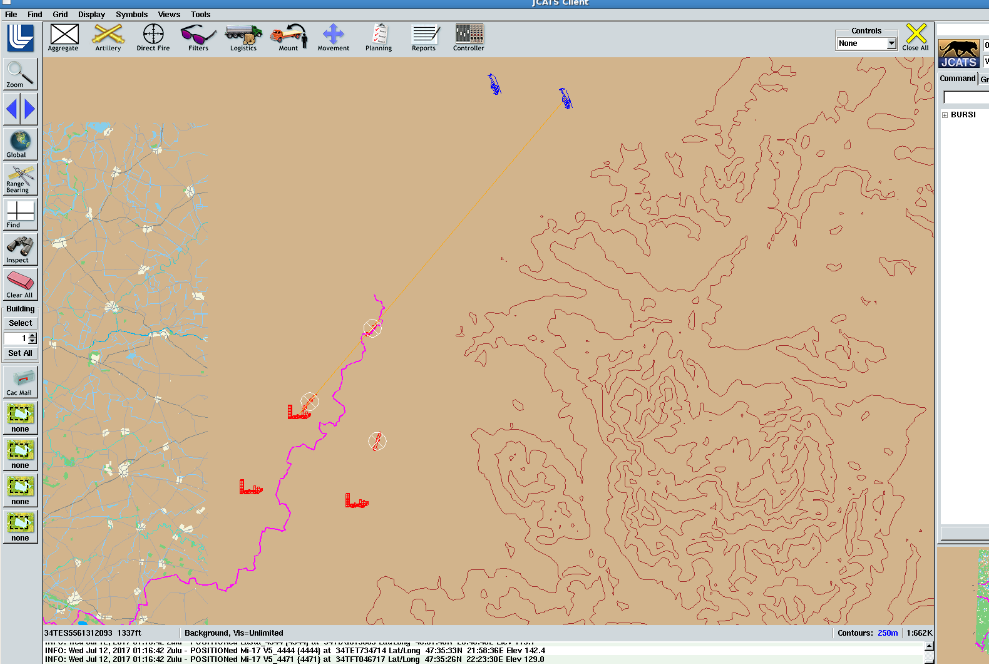 JCATS Client
File Find Grid Display Symbols Views Tools
Aggregate Artillery Direct Fire Filters Logistics Mount Movement Planning Reports Controller
Controls
None
Close All
JCATS
Zoom
Command
Global
BURSI
Range Bearing
Find
Inspect
Clear All
Building
Select
1
Set All
Cac Mail
none
none
none
none
34TES5561312093 1337ft Background, Vis=Unlimited Contours: 250m 1:662K
INFO: Wed Jul 12, 2017 01:16:42 Zulu - POSITIONed Mi-17 V5_4444 (4444) at 34TET734714 Lat/Long 47:35:33N 21:58:36E Elev 142.4
INFO: Wed Jul 12, 2017 01:16:42 Zulu - POSITIONed Mi-17 V5_4471 (4471) at 34TFT046717 Lat/Long 47:35:26N 22:23:30E Elev 129.0